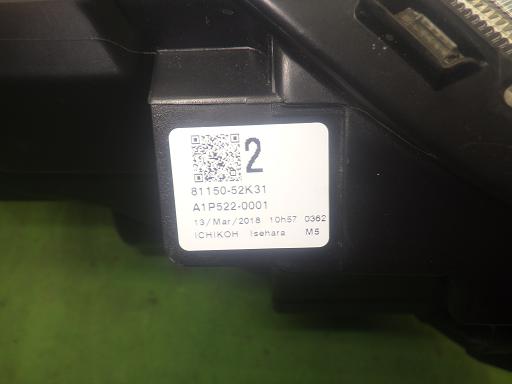 2
81150-52K31
A1P522-0001
13/Mar/2018 10h57 0362
ICHIKOH Isehara M5